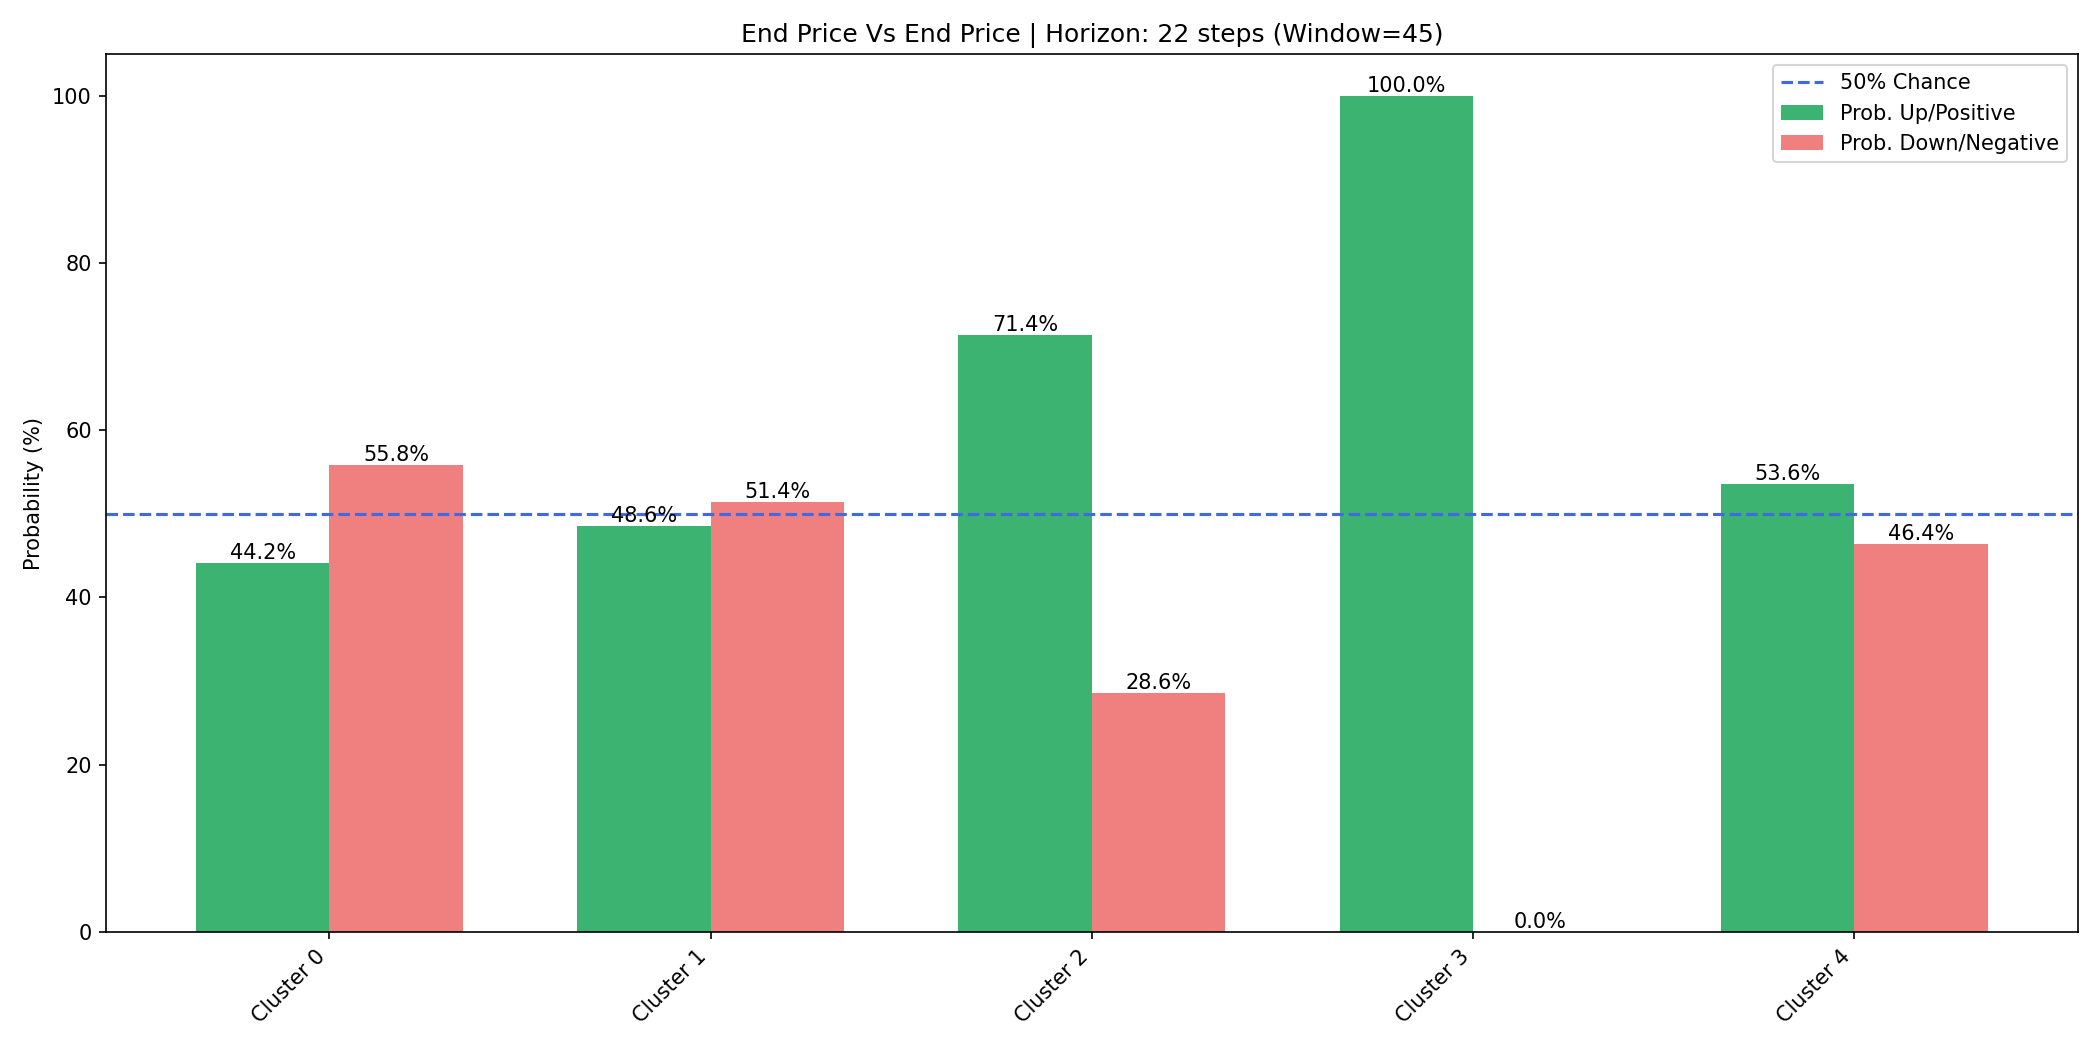 End Price Vs End Price | Horizon: 22 steps (Window=45)
50% Chance
Prob. Up/Positive
Prob. Down/Negative
Probability (%)
100
80
60
40
20
0
44.2%
55.8%
48.6%
51.4%
71.4%
28.6%
100.0%
0.0%
53.6%
46.4%
Cluster 0
Cluster 1
Cluster 2
Cluster 3
Cluster 4